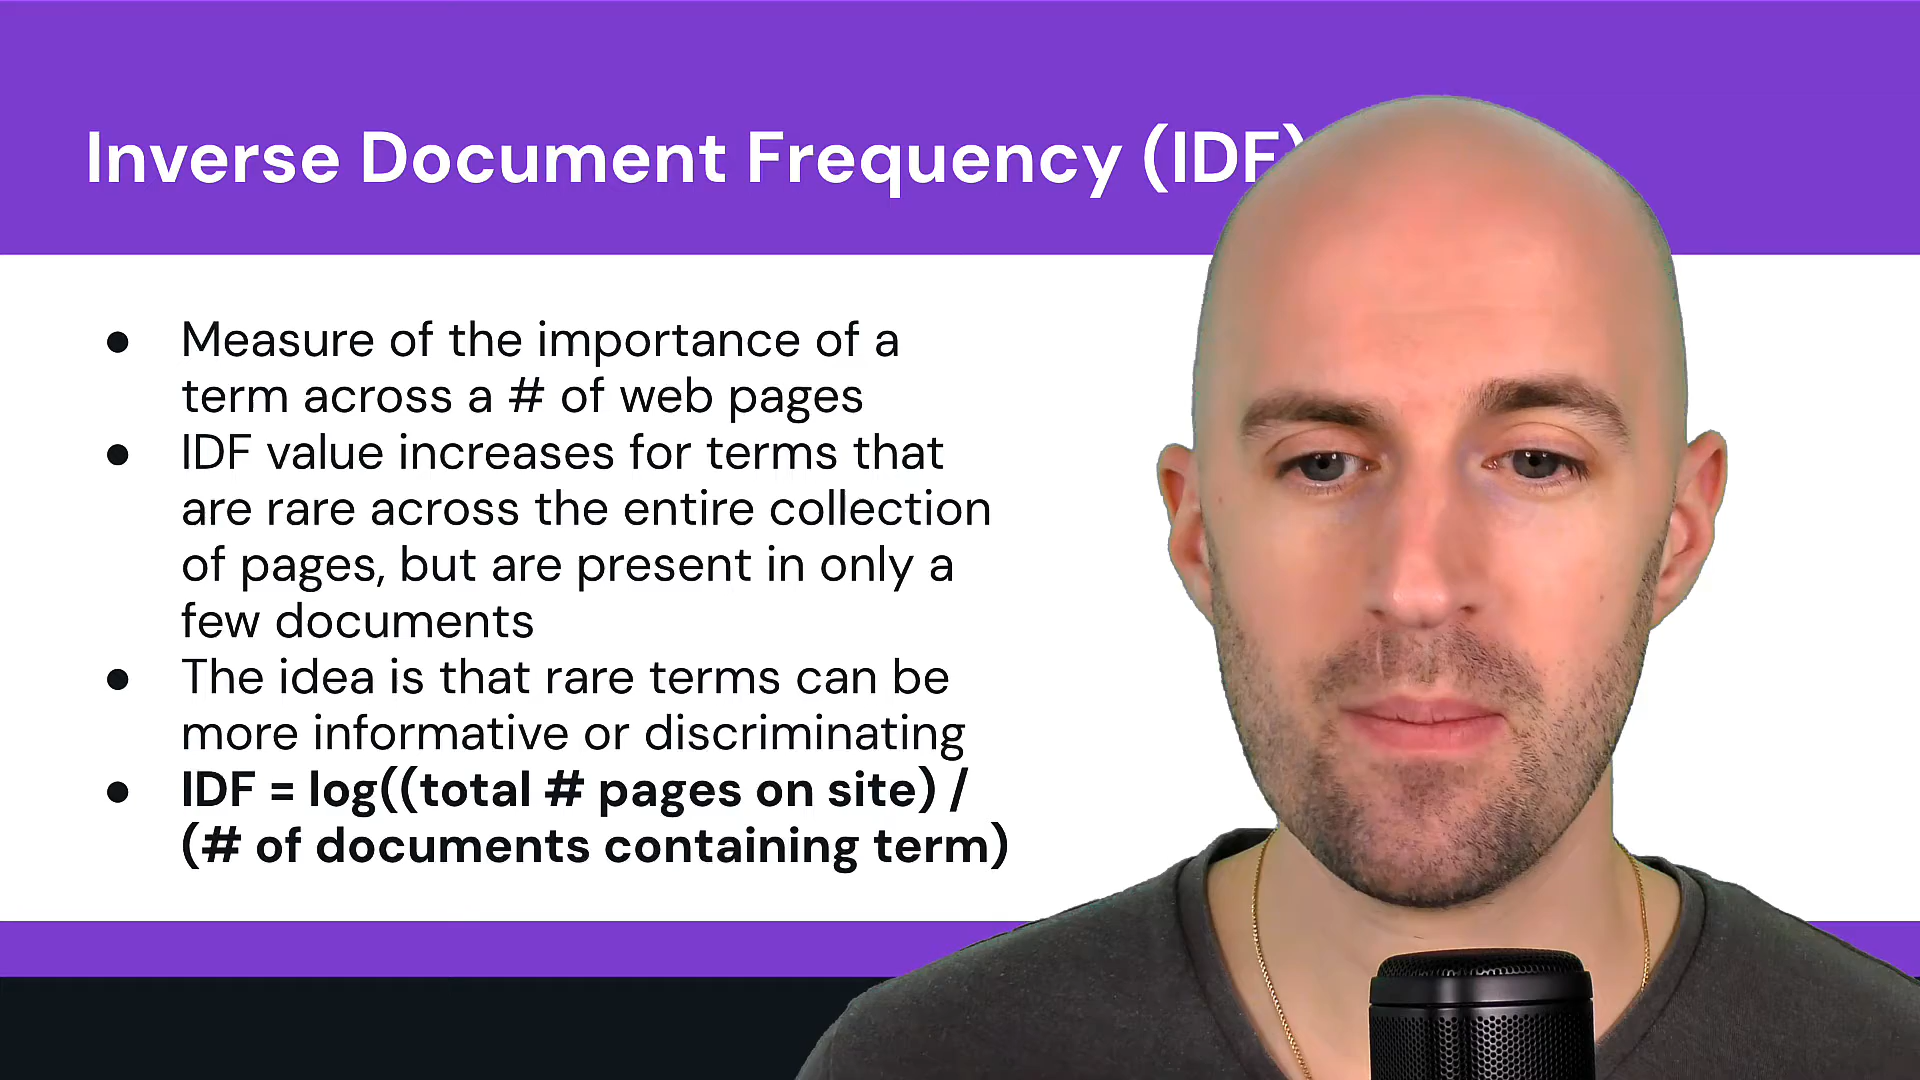 Inverse Document Frequency (IDF)
● Measure of the importance of a
term across a # of web pages
● IDF value increases for terms that
are rare across the entire collection
of pages, but are present in only a
few documents
● The idea is that rare terms can be
more informative or discriminating
● IDF = log((total # pages on site) /
(# of documents containing term)